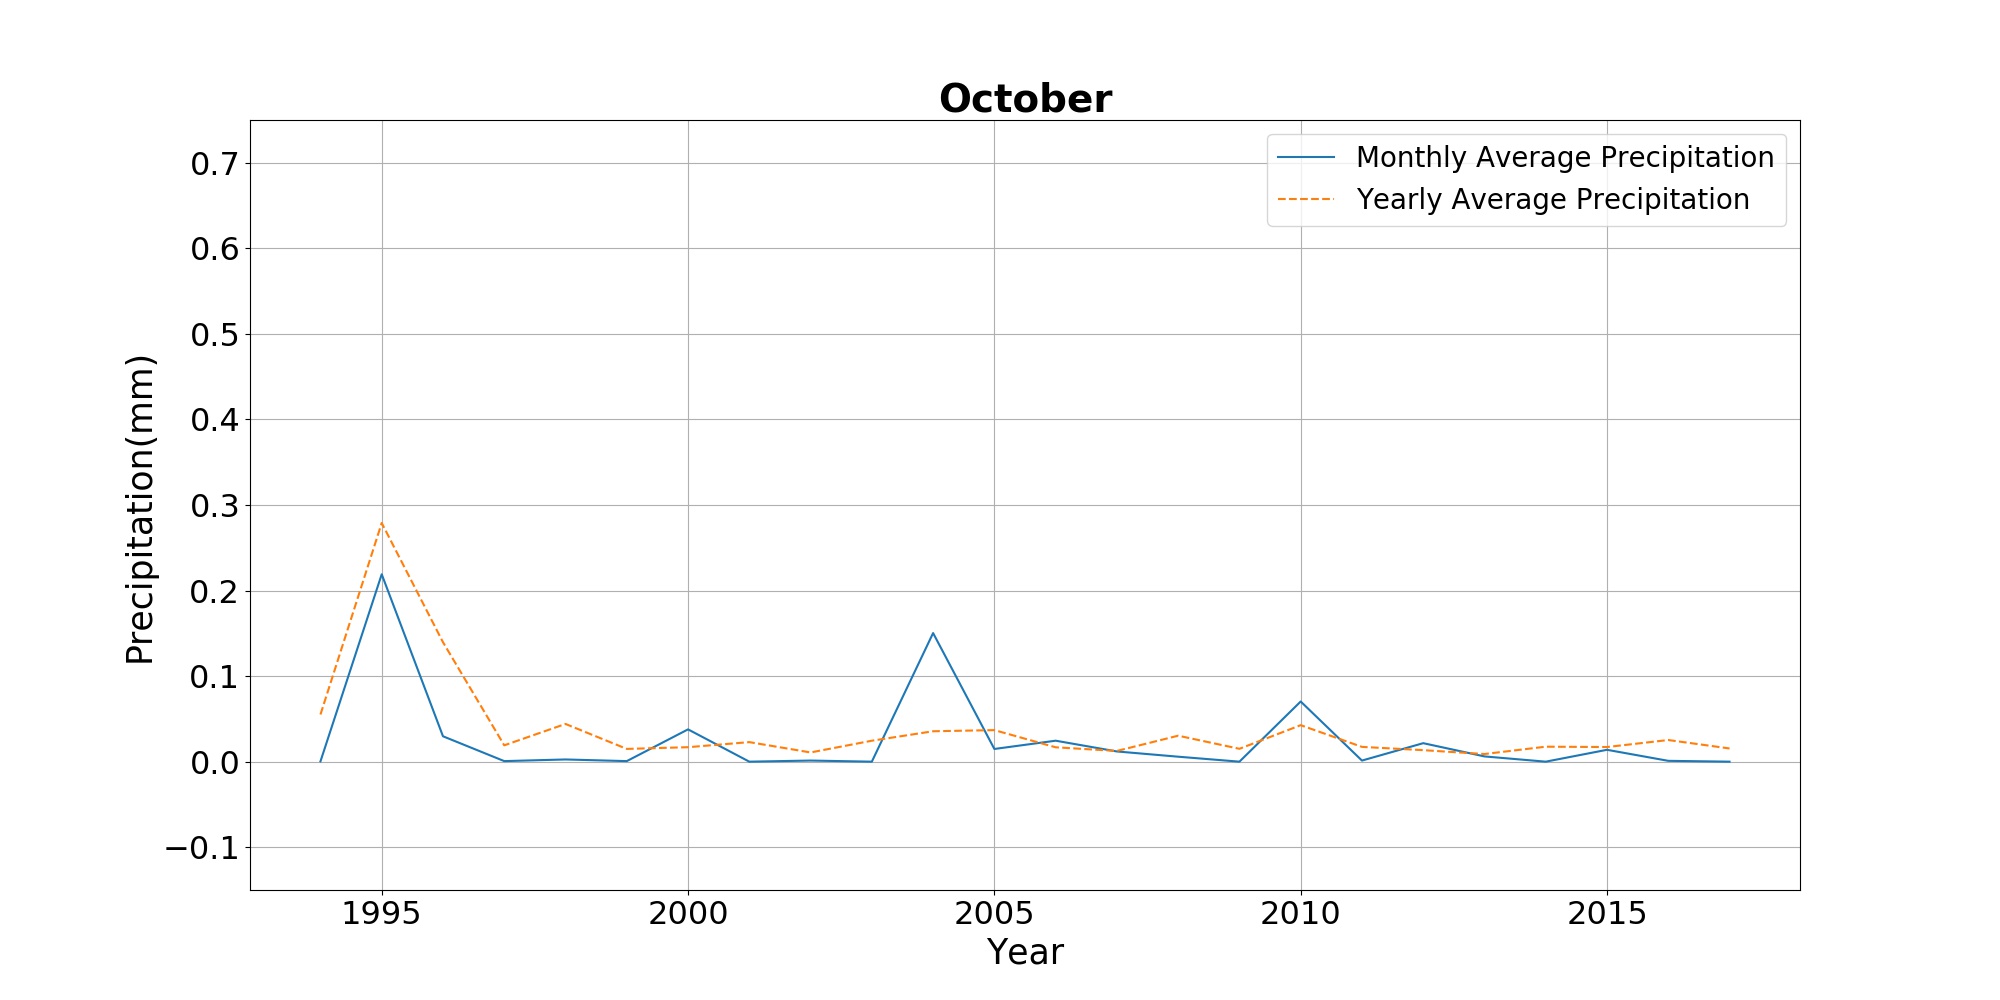 October
Monthly Average Precipitation
Yearly Average Precipitation
Precipitation(mm)
0.7
0.6
0.5
0.4
0.3
0.2
0.1
0.0
−0.1
1995 2000 2005 2010 2015
Year